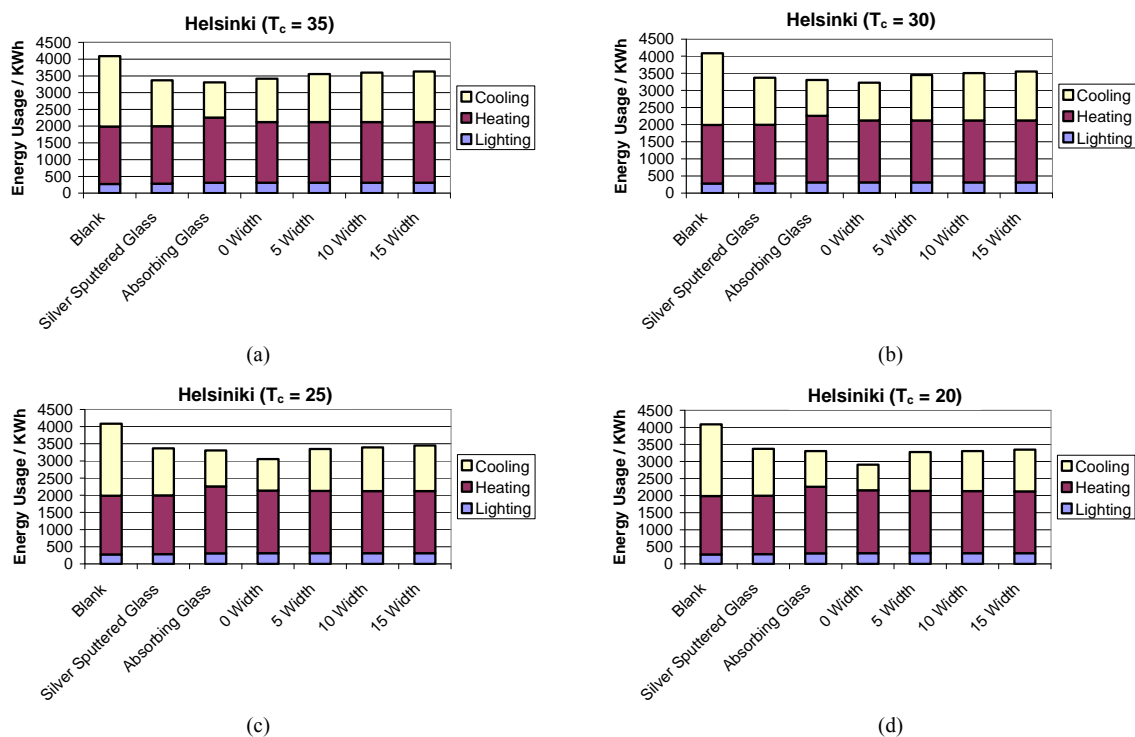 Helsinki (Tc = 35)
Energy Usage / KWh
4500
4000
3500
3000
2500
2000
1500
1000
500
0
Blank
Silver Sputtered Glass
Absorbing Glass
0 Width
5 Width
10 Width
15 Width
Cooling
Heating
Lighting
(a)
Helsinki (Tc = 30)
Energy Usage / KWh
4500
4000
3500
3000
2500
2000
1500
1000
500
0
Blank
Silver Sputtered Glass
Absorbing Glass
0 Width
5 Width
10 Width
15 Width
Cooling
Heating
Lighting
(b)
Helsiniki (Tc = 25)
Energy Usage / KWh
4500
4000
3500
3000
2500
2000
1500
1000
500
0
Blank
Silver Sputtered Glass
Absorbing Glass
0 Width
5 Width
10 Width
15 Width
Cooling
Heating
Lighting
(c)
Helsiniki (Tc = 20)
Energy Usage / KWh
4500
4000
3500
3000
2500
2000
1500
1000
500
0
Blank
Silver Sputtered Glass
Absorbing Glass
0 Width
5 Width
10 Width
15 Width
Cooling
Heating
Lighting
(d)